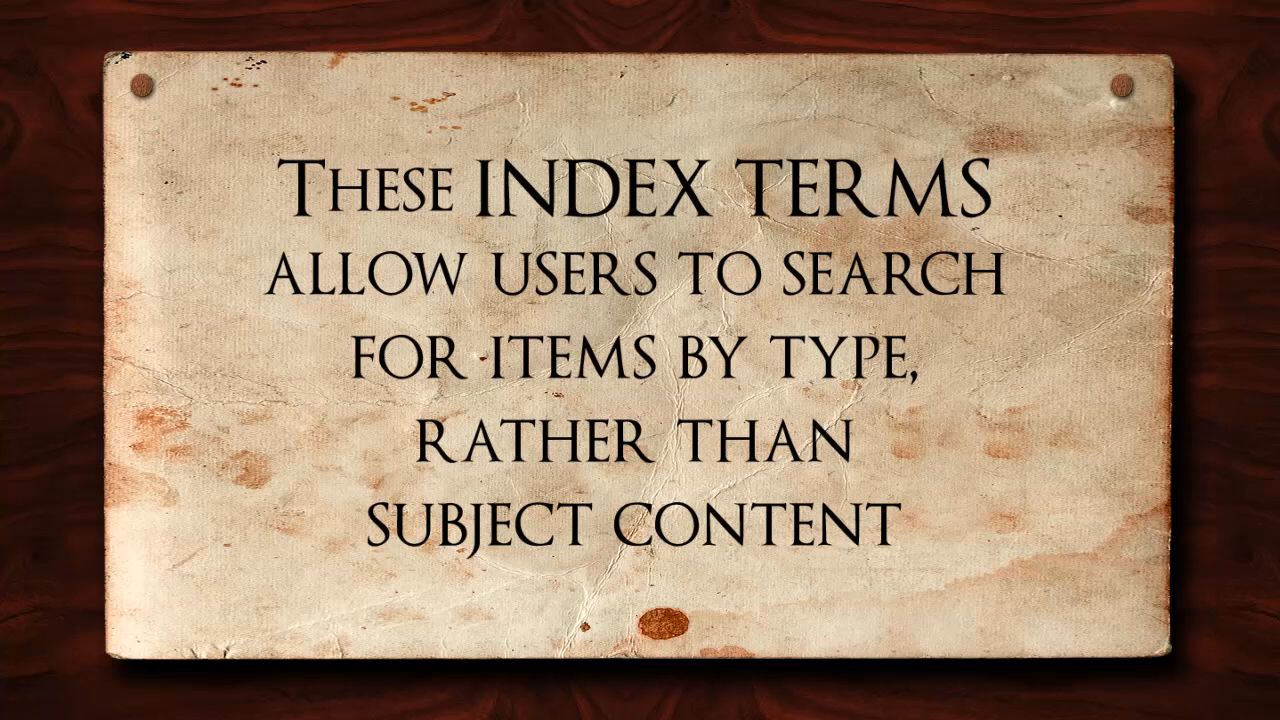 These INDEX TERMS
ALLOW USERS TO SEARCH
FOR ITEMS BY TYPE,
RATHER THAN
SUBJECT CONTENT